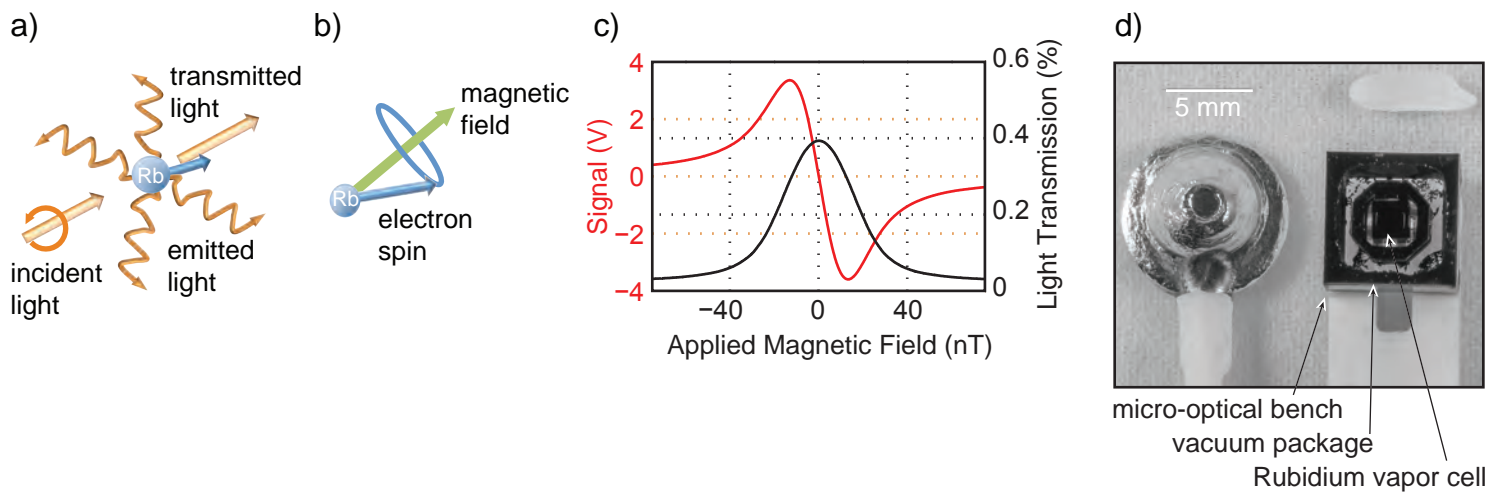 a)
transmitted
light
Rb
incident
light
emitted
light
b)
magnetic
field
Rb
electron
spin
c)
4
2
0
−2
−4
Signal (V)
0.6
0.4
0.2
0
Light Transmission (%)
−40
0
40
Applied Magnetic Field (nT)
d)
5 mm
micro-optical bench
vacuum package
Rubidium vapor cell